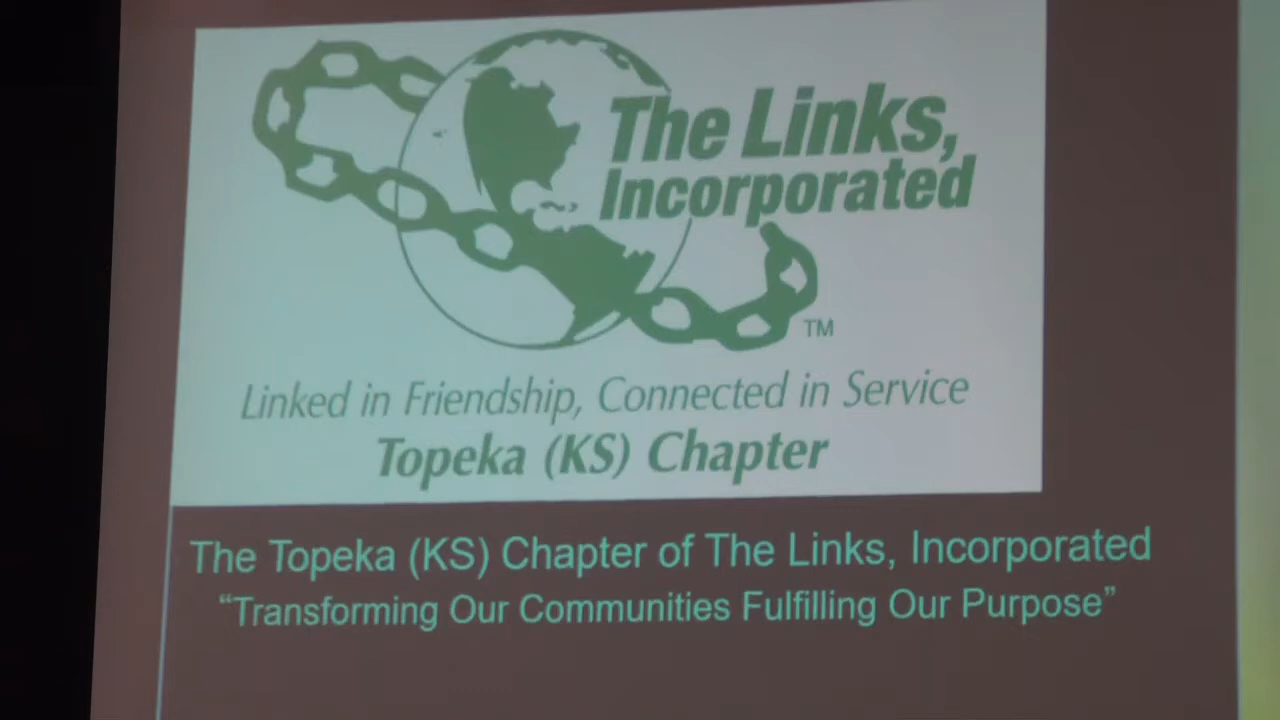 The Links,
Incorporated
TM
Linked in Friendship, Connected in Service
Topeka (KS) Chapter
The Topeka (KS) Chapter of The Links, Incorporated
“Transforming Our Communities Fulfilling Our Purpose”